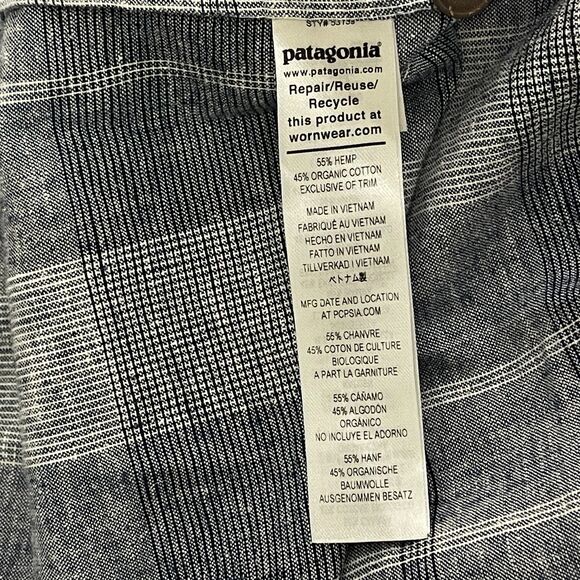 patagonia®
www.patagonia.com
Repair/Reuse/
Recycle
this product at
wornwear.com
55% HEMP
45% ORGANIC COTTON
EXCLUSIVE OF TRIM
MADE IN VIETNAM
FABRIQUÉ AU VIETNAM
HECHO EN VIETNAM
FATTO IN VIETNAM
TILLVERKAD I VIETNAM
ベトナム製
MFG DATE AND LOCATION
AT PCPSIA.COM
55% CHANVRE
45% COTON DE CULTURE
BIOLOGIQUE
A PART LA GARNITURE
55% CÁÑAMO
45% ALGODÓN
ORGÁNICO
NO INCLUYE EL ADORNO
55% HANF
45% ORGANISCHE
BAUMWOLLE
AUSGENOMMEN BESATZ